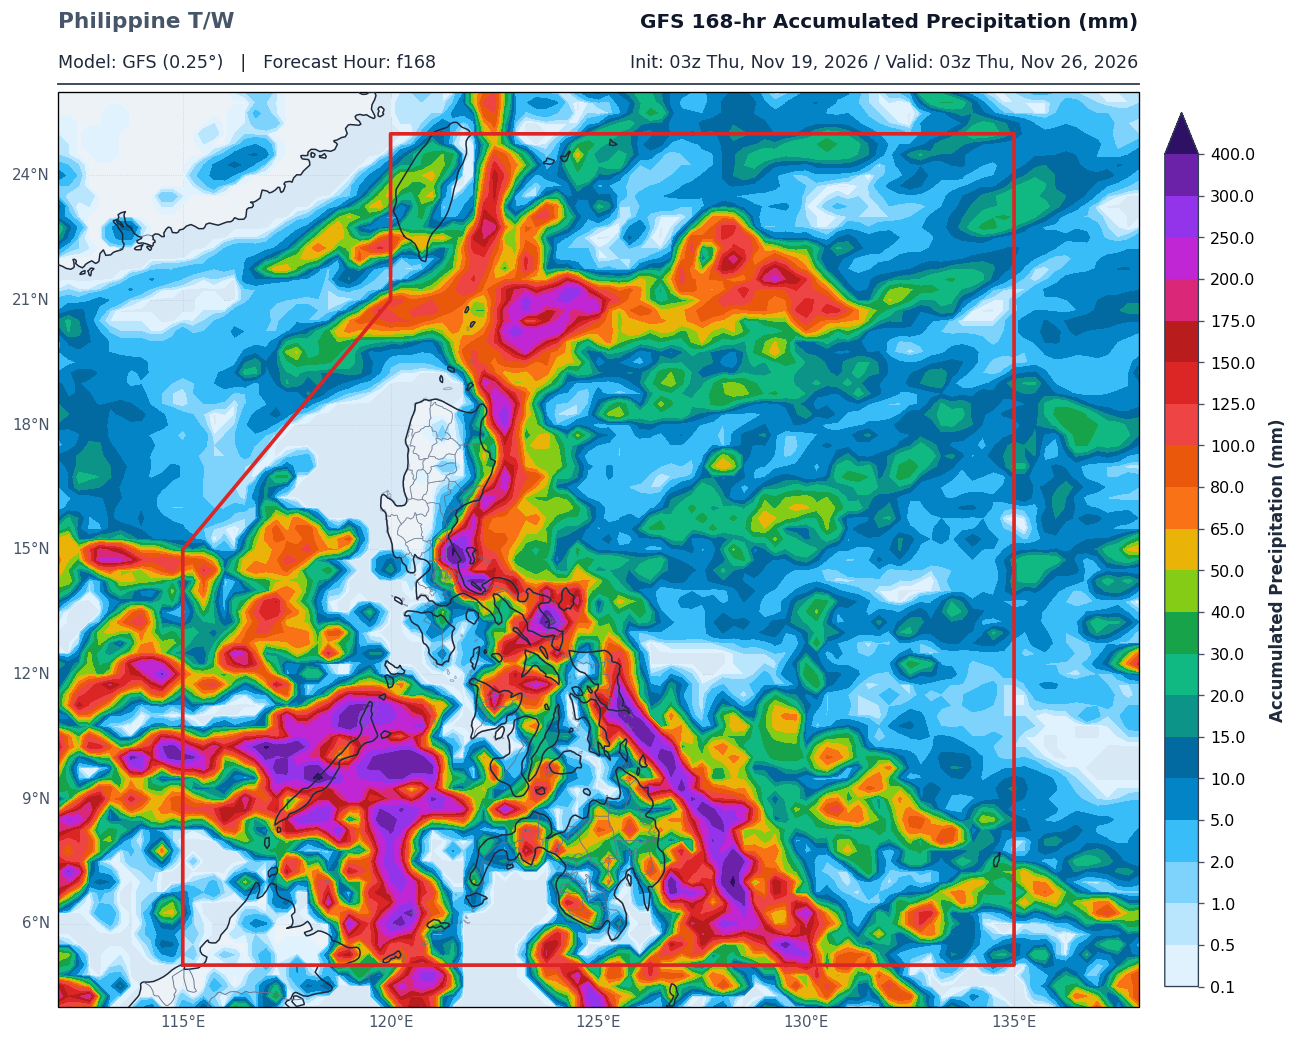 Philippine T/W
GFS 168-hr Accumulated Precipitation (mm)
Model: GFS (0.25°) | Forecast Hour: f168
Init: 03z Thu, Nov 19, 2026 / Valid: 03z Thu, Nov 26, 2026
24°N
21°N
18°N
15°N
12°N
9°N
6°N
115°E
120°E
125°E
130°E
135°E
400.0
300.0
250.0
200.0
175.0
150.0
125.0
100.0
80.0
65.0
50.0
40.0
30.0
20.0
15.0
10.0
5.0
2.0
1.0
0.5
0.1
Accumulated Precipitation (mm)